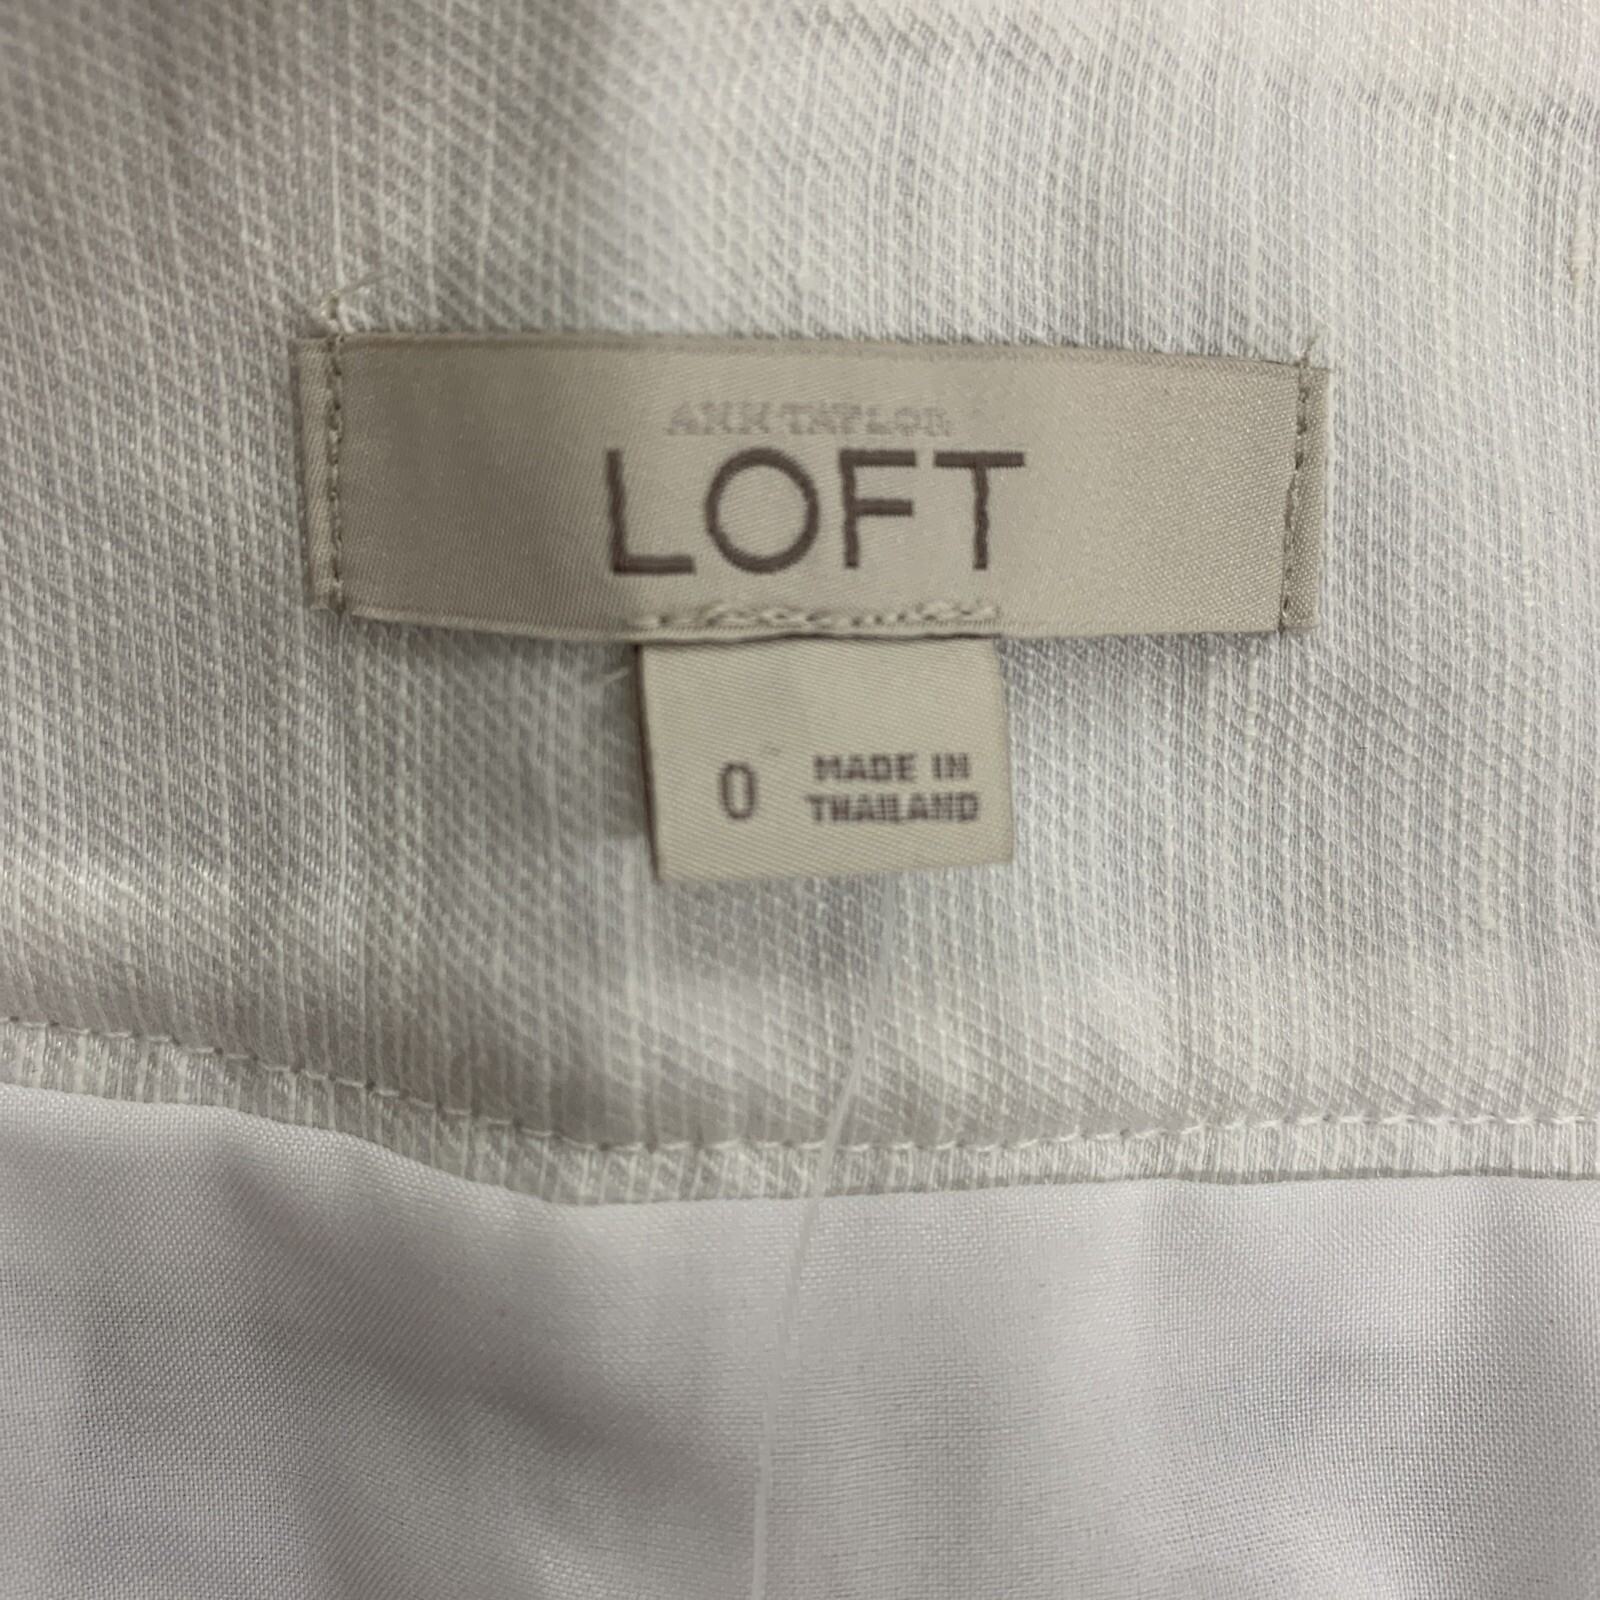 ANN TAYLOR
LOFT
0
MADE IN
THAILAND